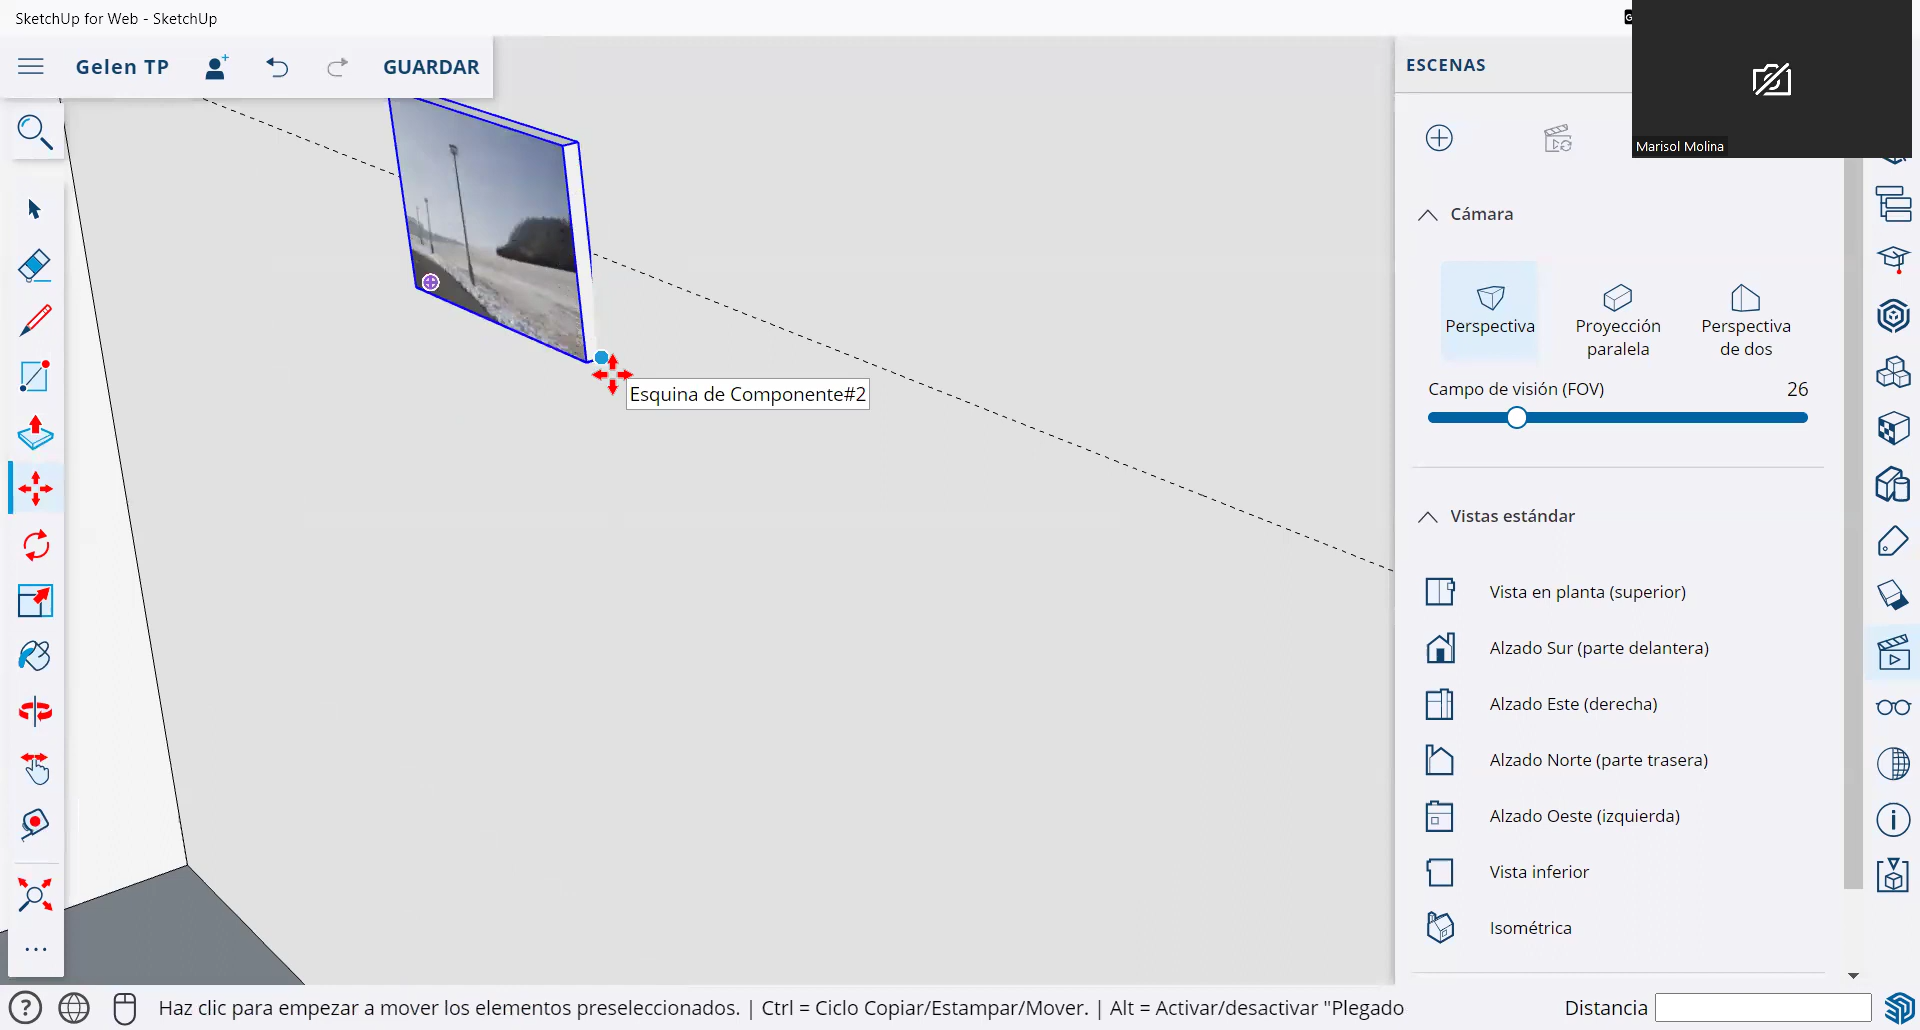 SketchUp for Web - SketchUp
Gelen TP
GUARDAR
ESCENAS
Marisol Molina
Cámara
Perspectiva
Proyección
paralela
Perspectiva
de dos
Campo de visión (FOV)
26
Esquina de Componente#2
Vistas estándar
Vista en planta (superior)
Alzado Sur (parte delantera)
Alzado Este (derecha)
Alzado Norte (parte trasera)
Alzado Oeste (izquierda)
Vista inferior
Isométrica
Haz clic para empezar a mover los elementos preseleccionados. | Ctrl = Ciclo Copiar/Estampar/Mover. | Alt = Activar/desactivar "Plegado
Distancia